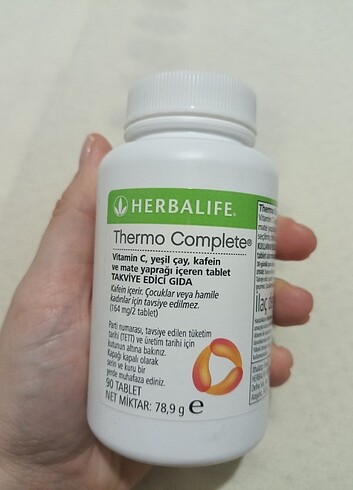 HERBALIFE®
Thermo Complete®
Vitamin C, yeşil çay, kafein
ve mate yaprağı içeren tablet
TAKVİYE EDİCİ GIDA
Kafein içerir. Çocuklar veya hamile
kadınlar için tavsiye edilmez.
(164 mg/2 tablet)
Parti numarası, tavsiye edilen tüketim
tarihi (TETT) ve üretim tarihi için
kutunun altına bakınız.
Kapağı kapalı olarak
serin ve kuru bir
yerde muhafaza ediniz.
90 TABLET
NET MİKTAR: 78,9 g e
Vitamin C
İlaç